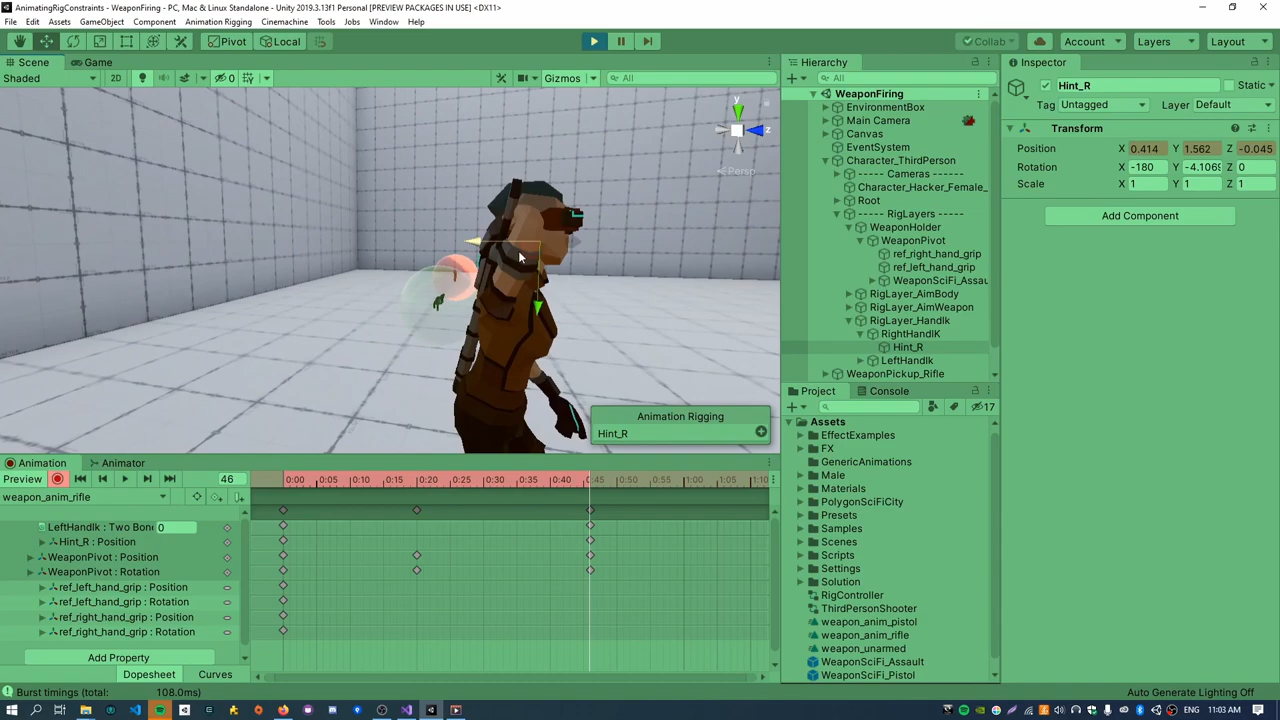 AnimatingRigConstraints - WeaponFiring - PC, Mac & Linux Standalone - Unity 2019.3.13f1 Personal [PREVIEW PACKAGES IN USE] <DX11>
File Edit Assets GameObject Component Animation Rigging Cinemachine Tools Jobs Window Help
Pivot Local Collab Account Layers Layout
Scene Game
Shaded 2D 0 Gizmos All
y
z
Persp
Animation Rigging
Hint_R
Hierarchy
All
WeaponFiring
EnvironmentBox
Main Camera
Canvas
EventSystem
Character_ThirdPerson
----- Cameras ------
Character_Hacker_Female_
Root
----- RigLayers -----
WeaponHolder
WeaponPivot
ref_right_hand_grip
ref_left_hand_grip
WeaponSciFi_Assau
RigLayer_AimBody
RigLayer_AimWeapon
RigLayer_HandIk
RightHandIK
Hint_R
LeftHandIk
WeaponPickup_Rifle
Inspector
Hint_R Static
Tag Untagged Layer Default
Transform
Position X 0.414 Y 1.562 Z -0.045
Rotation X -180 Y -4.1069 Z 0
Scale X 1 Y 1 Z 1
Add Component
Project Console
17
Assets
EffectExamples
FX
GenericAnimations
Male
Materials
PolygonSciFiCity
Presets
Samples
Scenes
Scripts
Settings
Solution
RigController
ThirdPersonShooter
weapon_anim_pistol
weapon_anim_rifle
weapon_unarmed
WeaponSciFi_Assault
WeaponSciFi_Pistol
Animation Animator
Preview 46 0:00 0:05 0:10 0:15 0:20 0:25 0:30 0:35 0:40 0:45 0:50 0:55 1:00 1:05 1:10
weapon_anim_rifle
LeftHandIk : Two Bon 0
Hint_R : Position
WeaponPivot : Position
WeaponPivot : Rotation
ref_left_hand_grip : Position
ref_left_hand_grip : Rotation
ref_right_hand_grip : Position
ref_right_hand_grip : Rotation
Add Property
Dopesheet Curves
Burst timings (total: 108.0ms) Auto Generate Lighting Off
ENG 11:03 AM